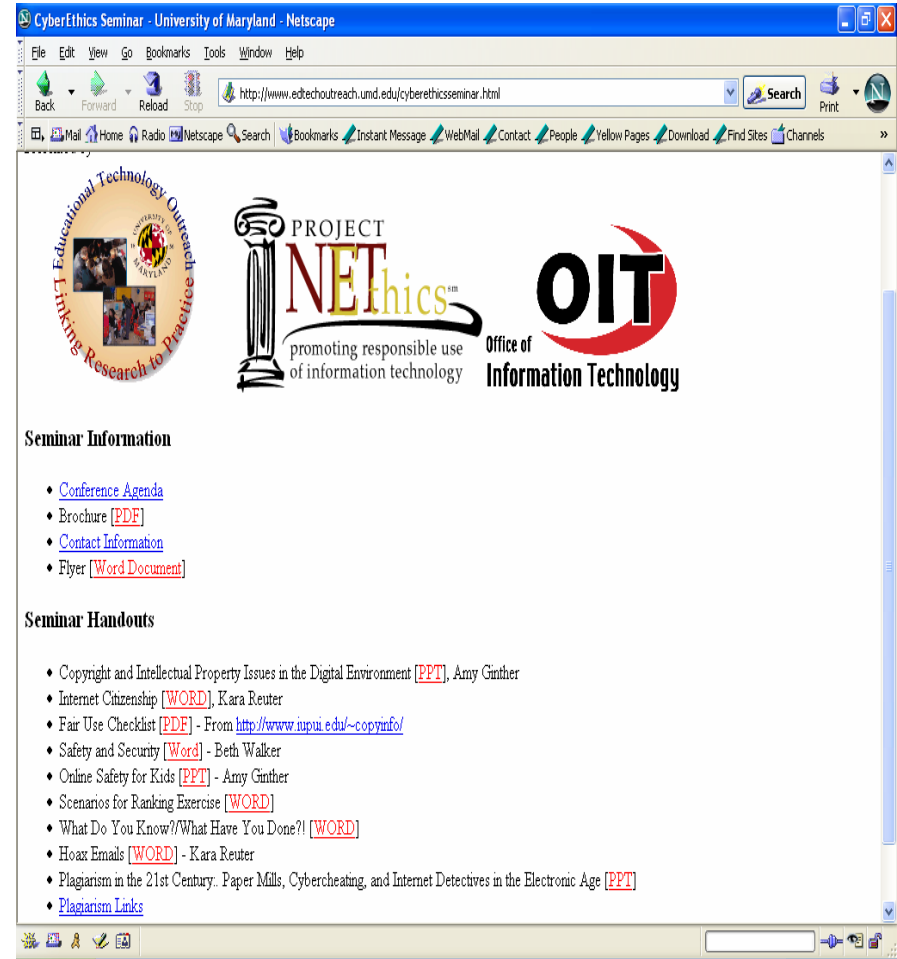 CyberEthics Seminar - University of Maryland - Netscape
File Edit View Go Bookmarks Tools Window Help
Back Forward Reload Stop http://www.edtechoutreach.umd.edu/cyberethicsseminar.html Search Print N
Mail Home Radio Netscape Search Bookmarks Instant Message WebMail Contact People Yellow Pages Download Find Sites Channels »
Educational Technology Outreach
UNIVERSITY OF MARYLAND
Linking Research to Practice
PROJECT
NEThics℠
promoting responsible use
of information technology
OIT
Office of
Information Technology
Seminar Information
• Conference Agenda
• Brochure [PDF]
• Contact Information
• Flyer [Word Document]
Seminar Handouts
• Copyright and Intellectual Property Issues in the Digital Environment [PPT], Amy Ginther
• Internet Citizenship [WORD], Kara Reuter
• Fair Use Checklist [PDF] - From http://www.iupui.edu/~copyinfo/
• Safety and Security [Word] - Beth Walker
• Online Safety for Kids [PPT] - Amy Ginther
• Scenarios for Ranking Exercise [WORD]
• What Do You Know?/What Have You Done?! [WORD]
• Hoax Emails [WORD] - Kara Reuter
• Plagiarism in the 21st Century:. Paper Mills, Cybercheating, and Internet Detectives in the Electronic Age [PPT]
• Plagiarism Links